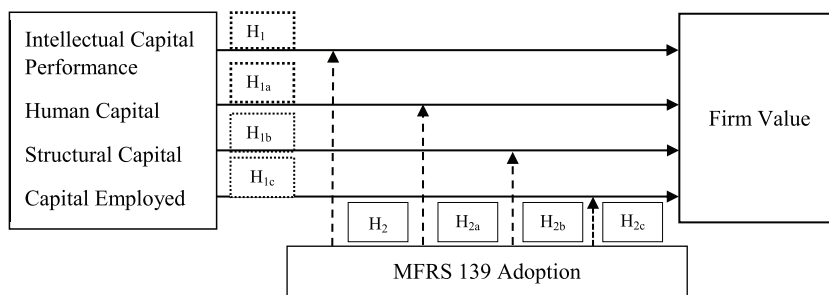 Intellectual Capital
Performance
Human Capital
Structural Capital
Capital Employed
H₁
H₁ₐ
H₁b
H₁c
Firm Value
H₂
H₂ₐ
H₂b
H₂c
MFRS 139 Adoption